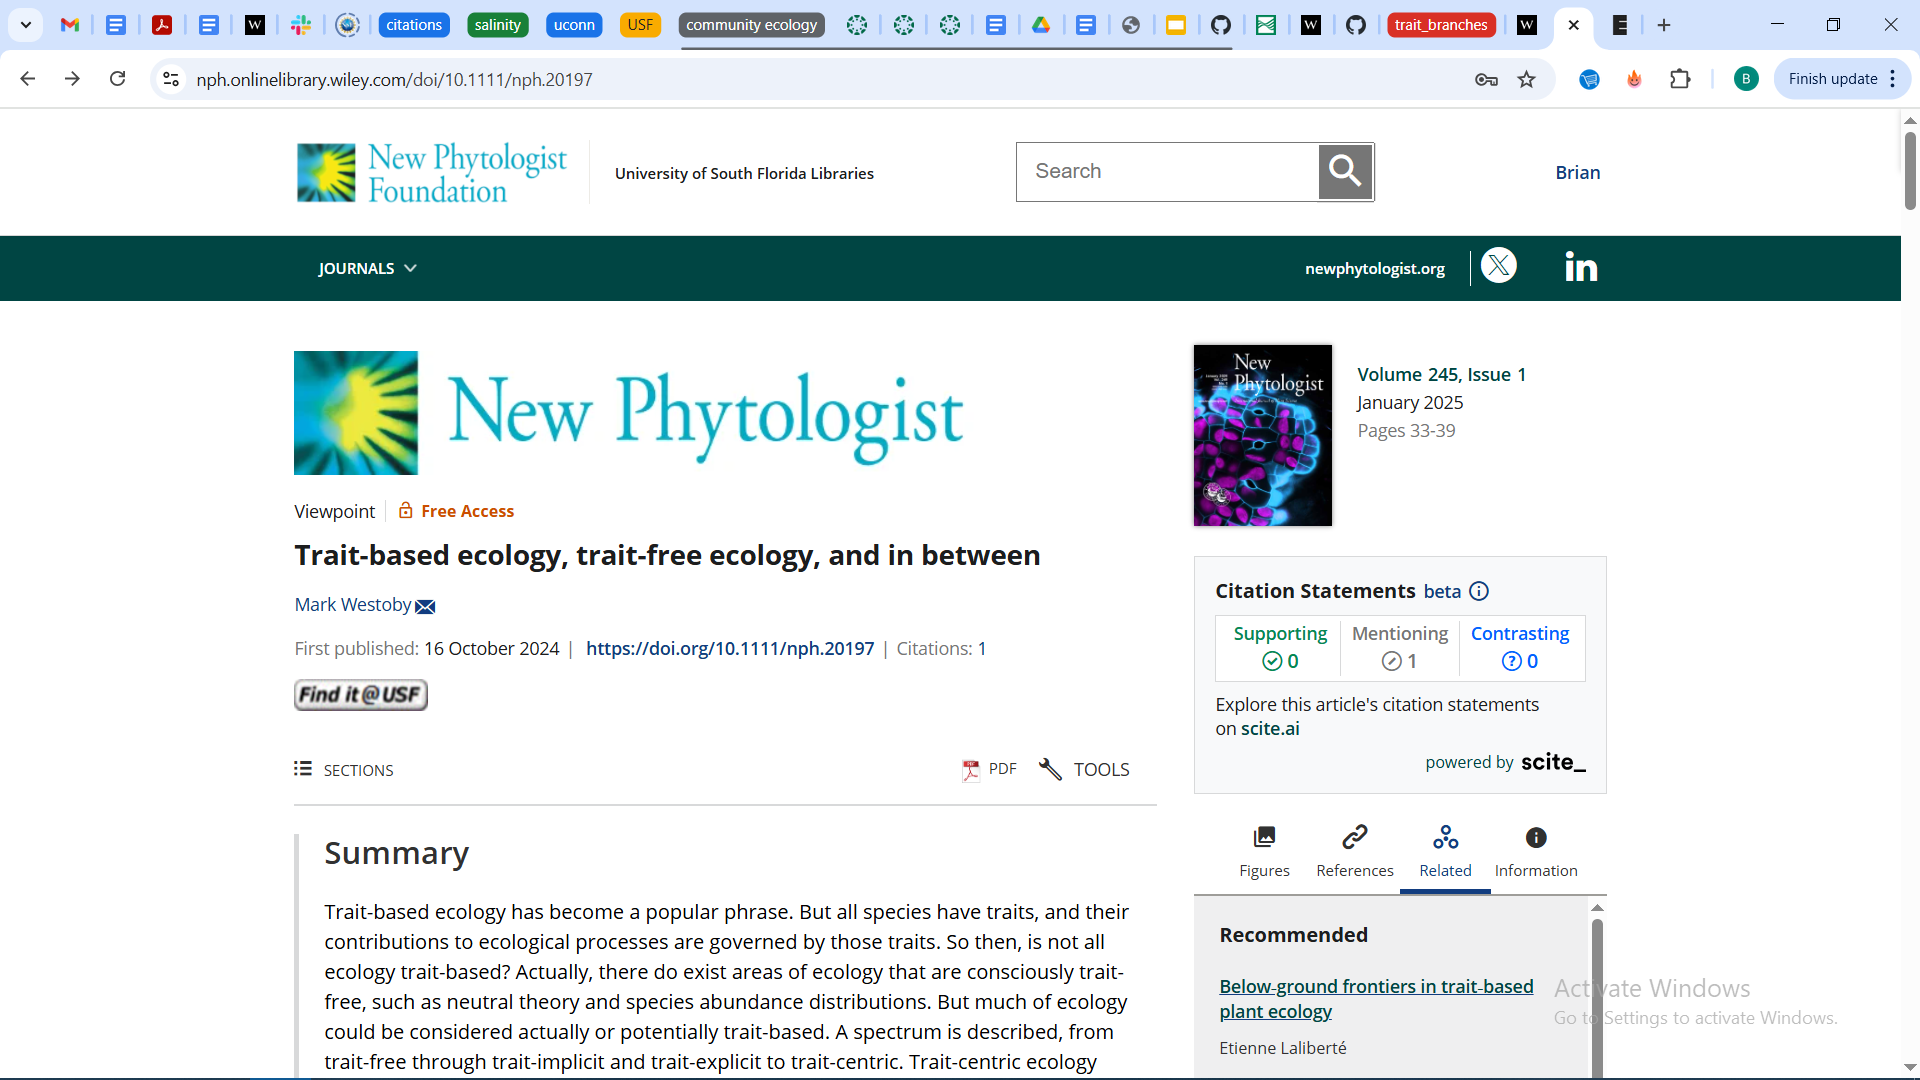 citations
salinity
uconn
USF
community ecology
trait_branches
nph.onlinelibrary.wiley.com/doi/10.1111/nph.20197
B
Finish update
New Phytologist
Foundation
University of South Florida Libraries
Search
Brian
JOURNALS
newphytologist.org
in
New Phytologist
New
Phytologist
Volume 245, Issue 1
January 2025
Pages 33-39
Viewpoint
Free Access
Trait-based ecology, trait-free ecology, and in between
Mark Westoby
First published: 16 October 2024 | https://doi.org/10.1111/nph.20197 | Citations: 1
Find it@USF
Citation Statements beta
Supporting
0
Mentioning
1
Contrasting
0
Explore this article's citation statements
on scite.ai
powered by scite_
SECTIONS
PDF
TOOLS
Summary
Trait-based ecology has become a popular phrase. But all species have traits, and their
contributions to ecological processes are governed by those traits. So then, is not all
ecology trait-based? Actually, there do exist areas of ecology that are consciously trait-
free, such as neutral theory and species abundance distributions. But much of ecology
could be considered actually or potentially trait-based. A spectrum is described, from
trait-free through trait-implicit and trait-explicit to trait-centric. Trait-centric ecology
Figures
References
Related
Information
Recommended
Below-ground frontiers in trait-based
plant ecology
Etienne Laliberté
Activate Windows
Go to Settings to activate Windows.